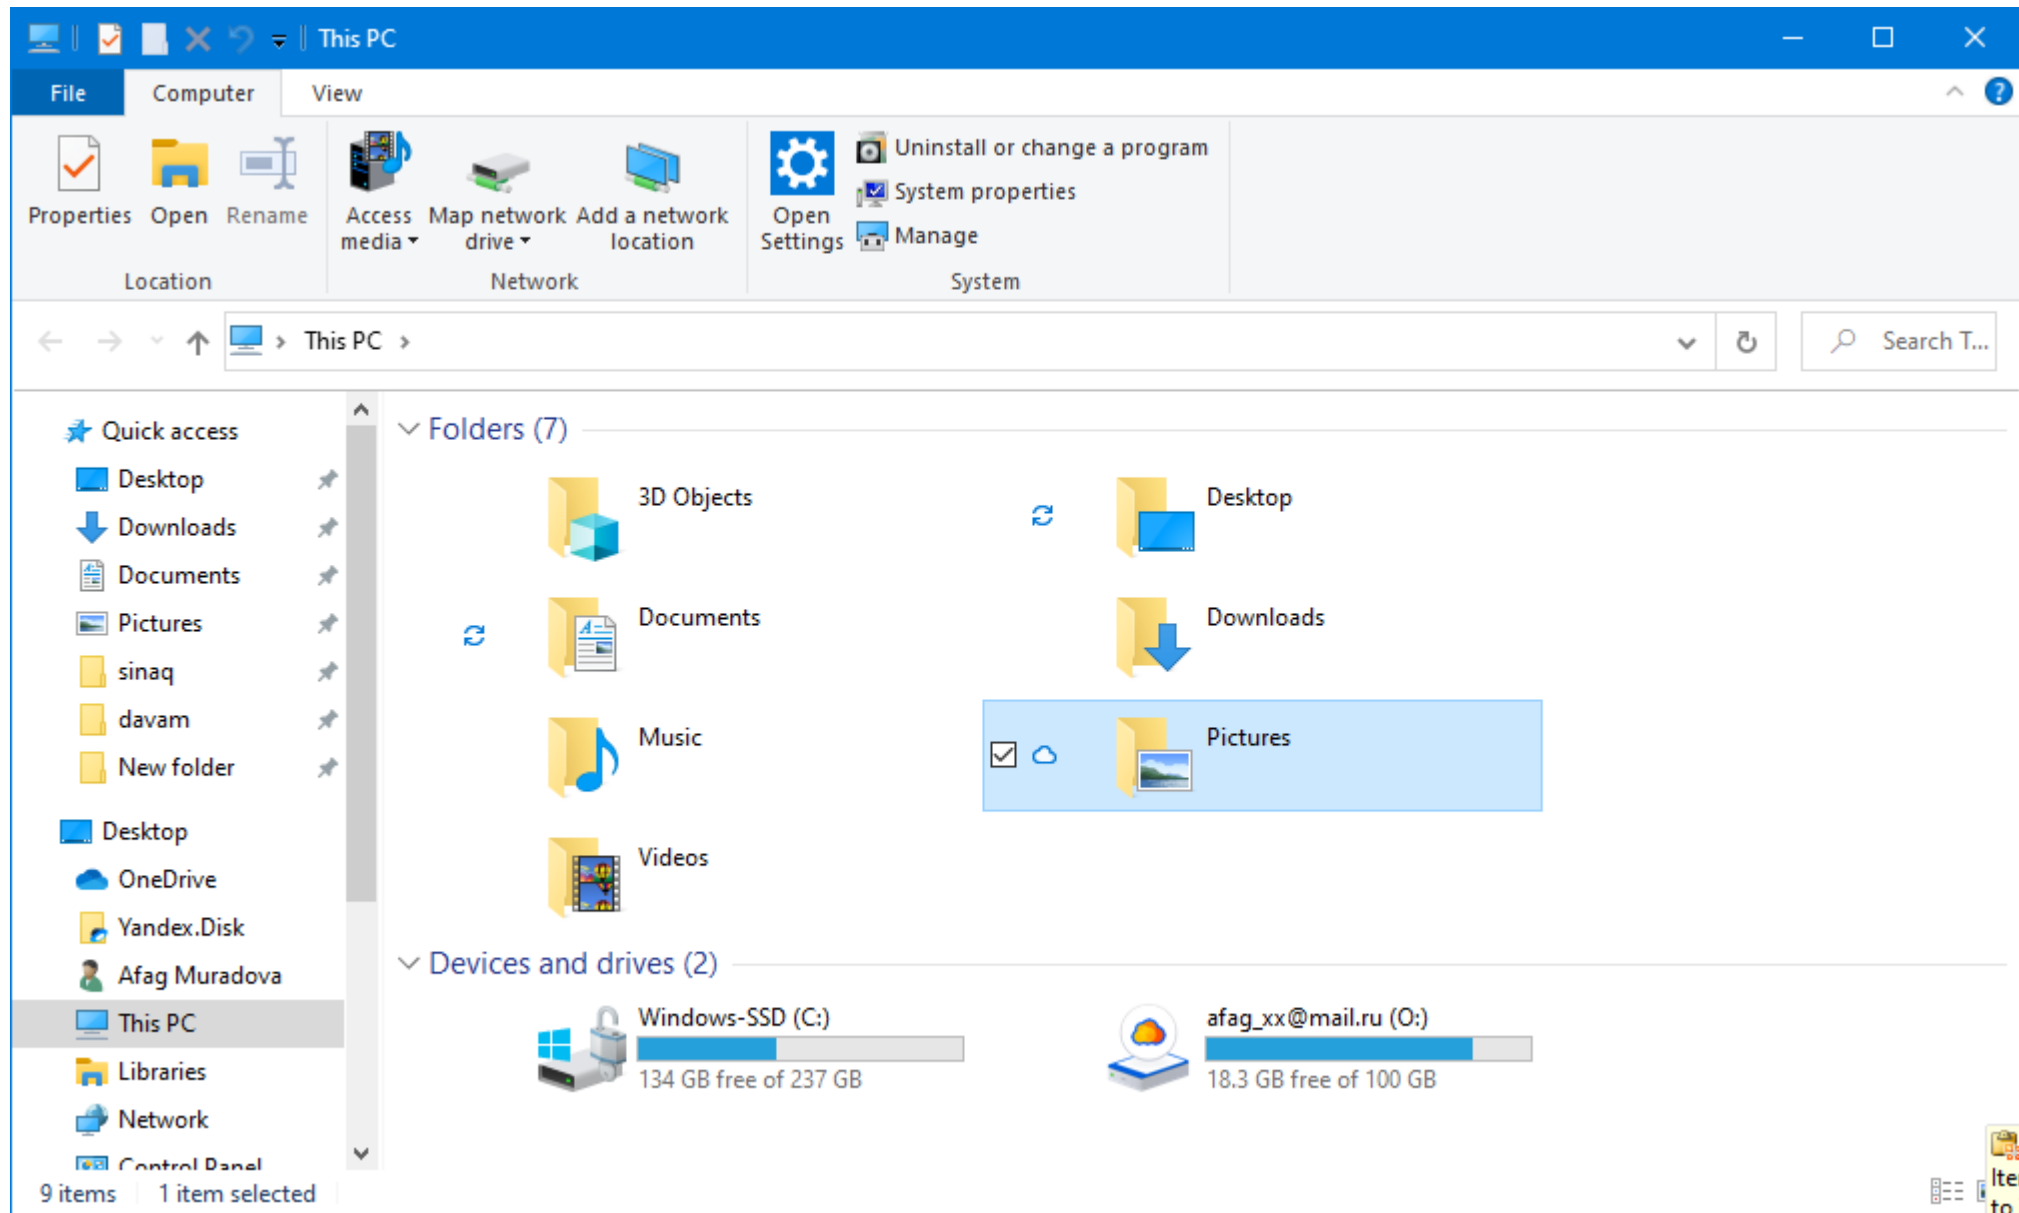 This PC
File Computer View
Properties Open Rename
Access media
Map network drive
Add a network location
Open Settings
Uninstall or change a program
System properties
Manage
Location Network System
This PC
Search T...
Quick access
Desktop
Downloads
Documents
Pictures
sinaq
davam
New folder
Desktop
OneDrive
Yandex.Disk
Afag Muradova
This PC
Libraries
Network
Control Panel
Folders (7)
3D Objects
Desktop
Documents
Downloads
Music
Pictures
Videos
Devices and drives (2)
Windows-SSD (C:)
134 GB free of 237 GB
afag_xx@mail.ru (O:)
18.3 GB free of 100 GB
9 items 1 item selected
to